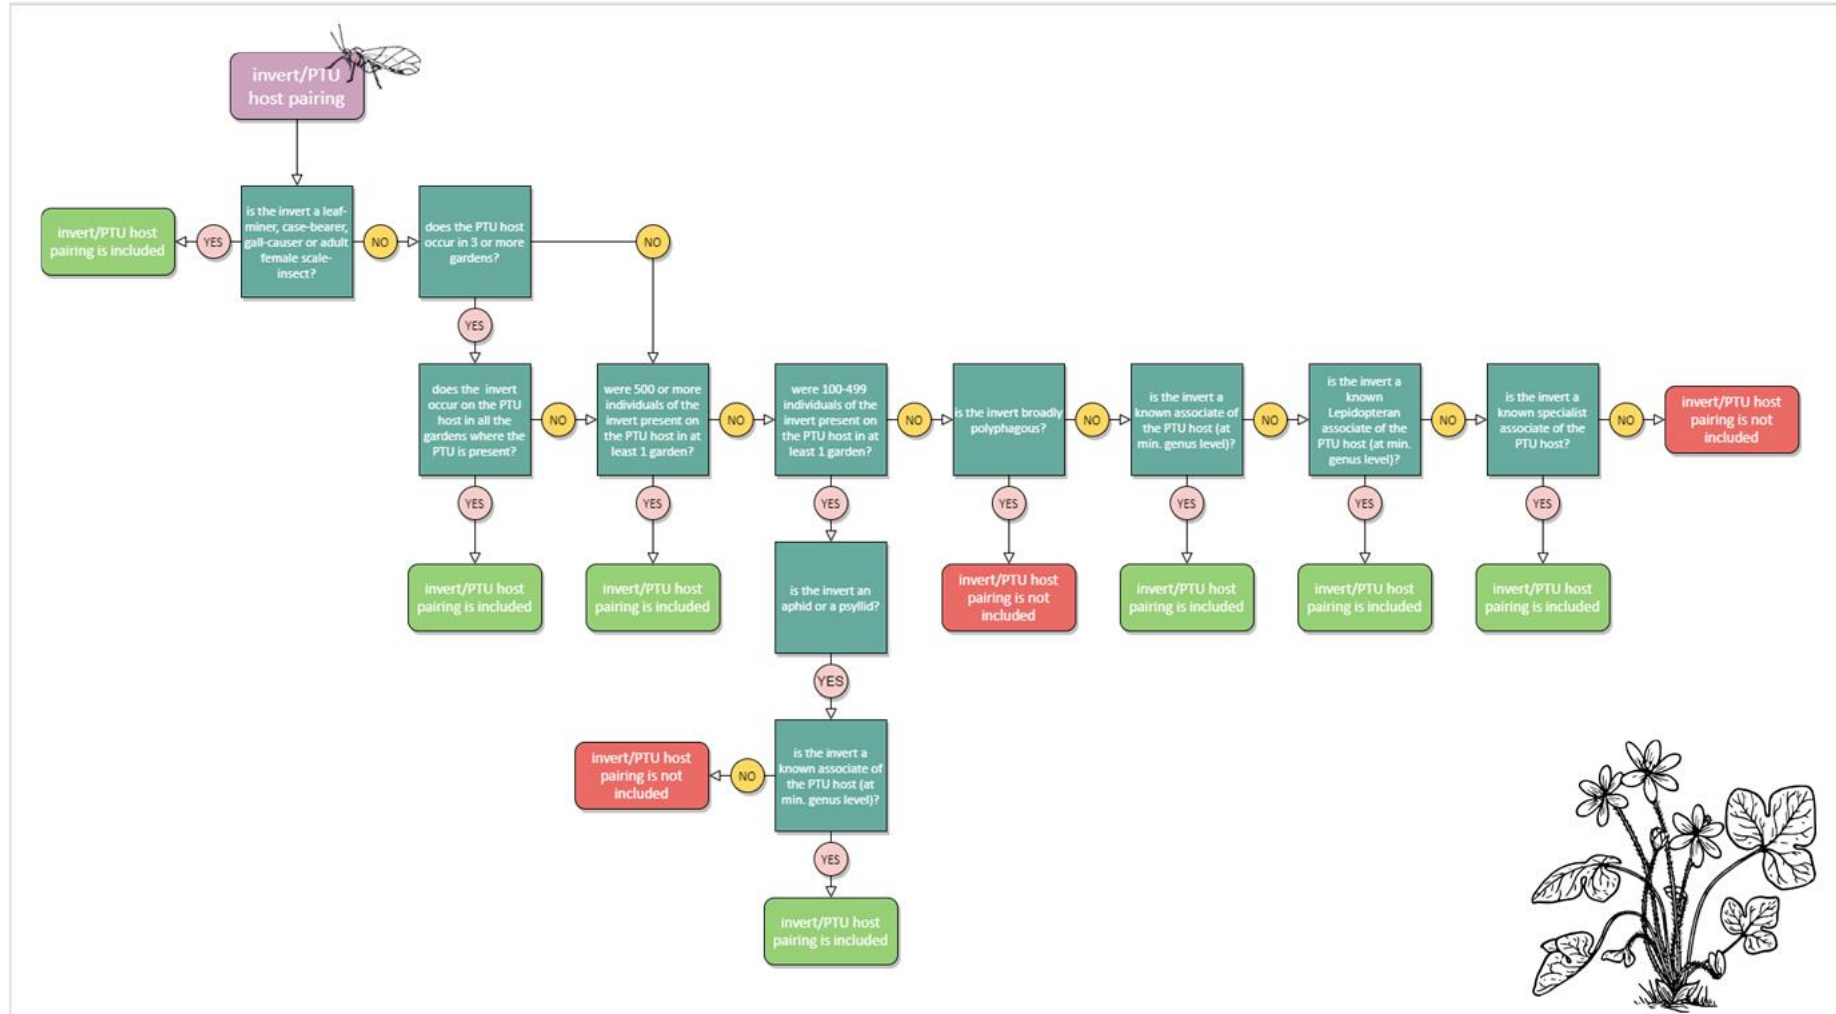 invert/PTU
host pairing
invert/PTU host
pairing is included
YES
is the invert a leaf-
miner, case-bearer,
gall-causer or adult
female scale-
insect?
NO
does the PTU host
occur in 3 or more
gardens?
NO
YES
does the invert
occur on the PTU
host in all the
gardens where the
PTU is present?
NO
were 500 or more
individuals of the
invert present on
the PTU host in at
least 1 garden?
NO
were 100-499
individuals of the
invert present on
the PTU host in at
least 1 garden?
NO
is the invert broadly
polyphagous?
NO
is the invert a
known associate of
the PTU host (at
min. genus level)?
NO
is the invert a
known
Lepidopteran
associate of the
PTU host (at min.
genus level)?
NO
is the invert a
known specialist
associate of the
PTU host?
NO
invert/PTU host
pairing is not
included
YES
YES
YES
YES
YES
YES
YES
invert/PTU host
pairing is included
invert/PTU host
pairing is included
is the invert an
aphid or a psyllid?
invert/PTU host
pairing is not
included
invert/PTU host
pairing is included
invert/PTU host
pairing is included
invert/PTU host
pairing is included
YES
invert/PTU host
pairing is not
included
NO
is the invert a
known associate of
the PTU host (at
min. genus level)?
YES
invert/PTU host
pairing is included